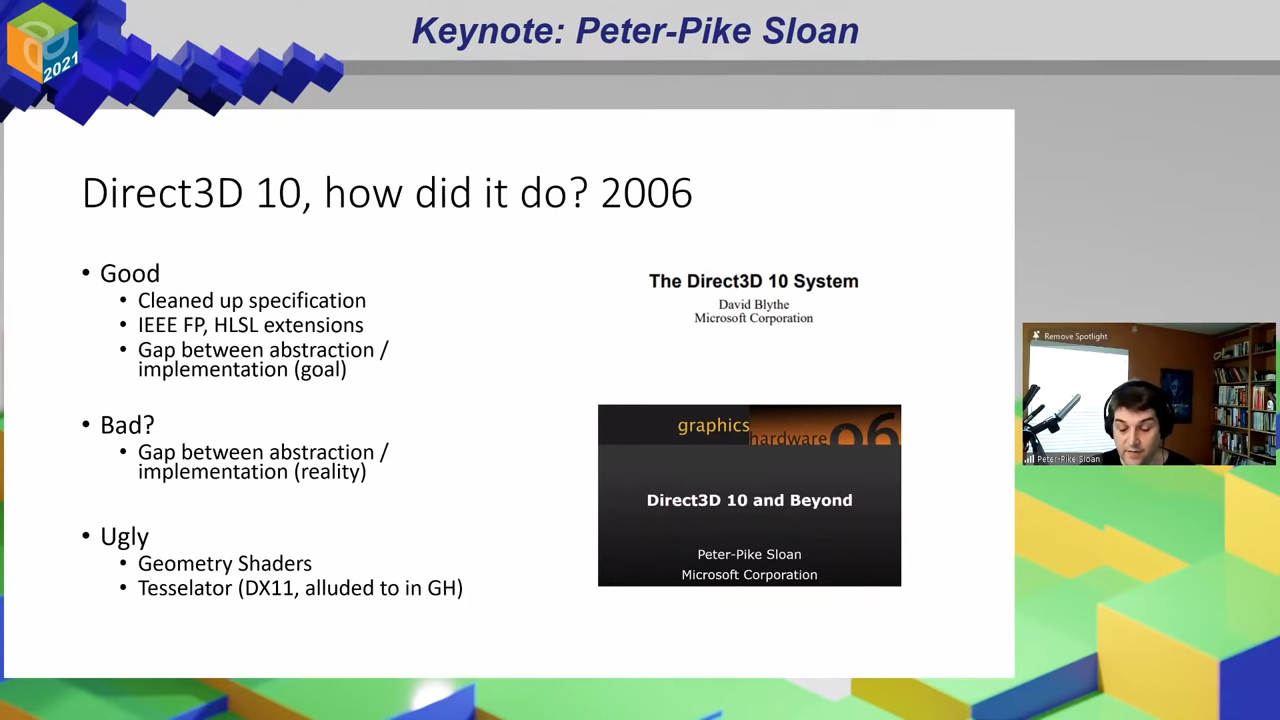 Keynote: Peter-Pike Sloan
2021
Direct3D 10, how did it do? 2006
• Good
• Cleaned up specification
• IEEE FP, HLSL extensions
• Gap between abstraction /
implementation (goal)
• Bad?
• Gap between abstraction /
implementation (reality)
• Ugly
• Geometry Shaders
• Tesselator (DX11, alluded to in GH)
The Direct3D 10 System
David Blythe
Microsoft Corporation
graphics
hardware 06
Direct3D 10 and Beyond
Peter-Pike Sloan
Microsoft Corporation
Remove Spotlight
Peter-Pike Sloan